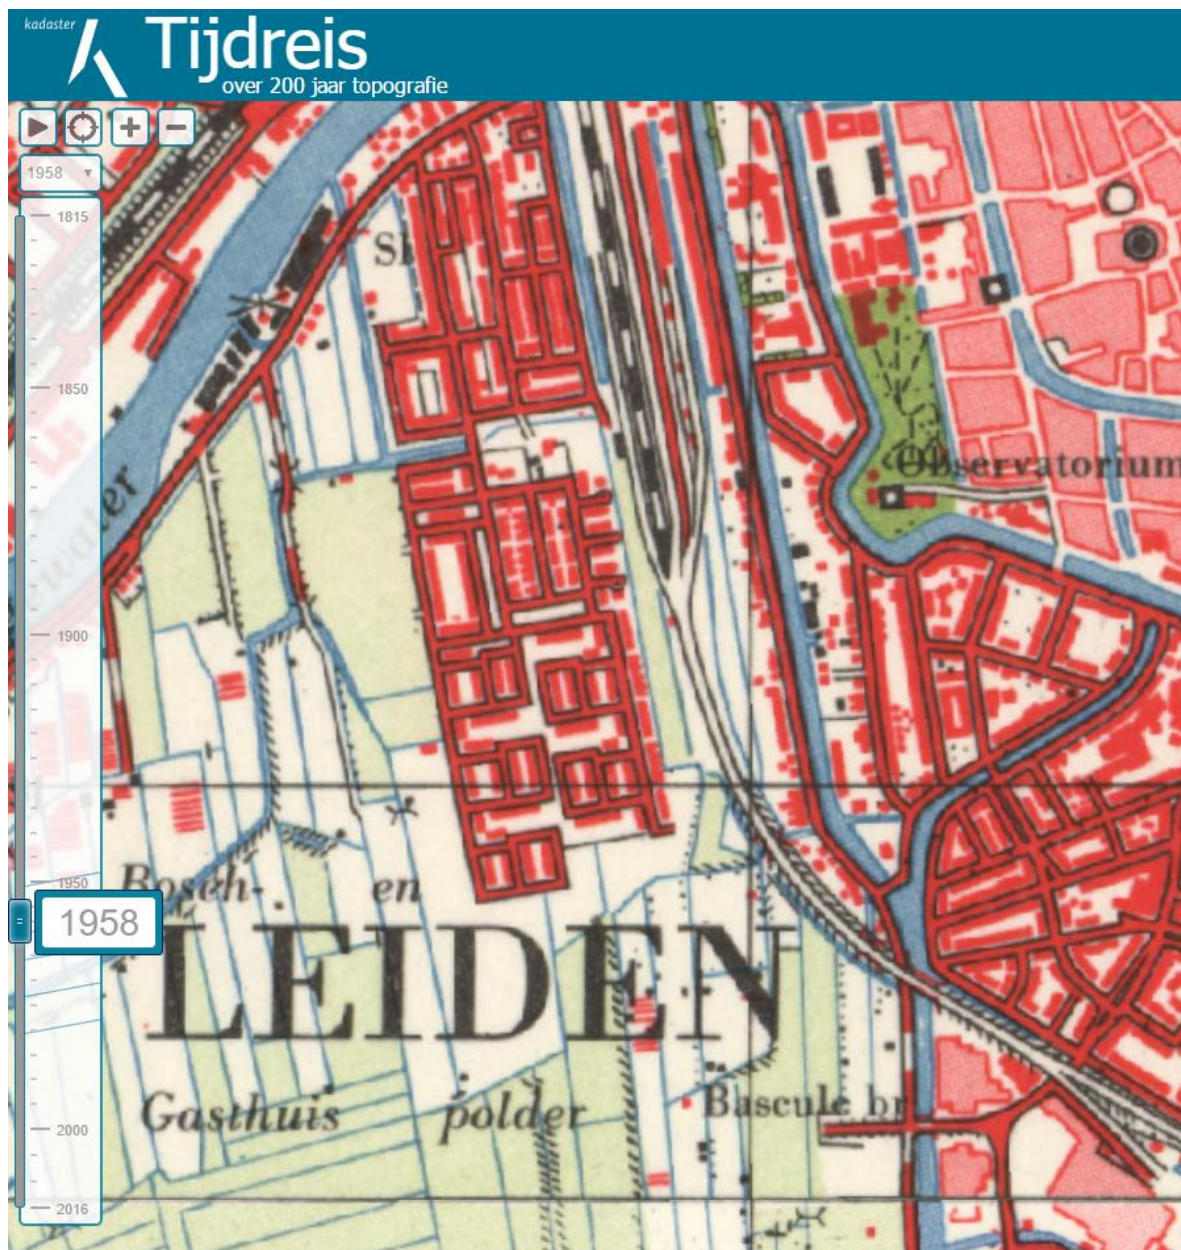 kadaster
Tijdreis
over 200 jaar topografie
1958
1815
Sl
1850
Observatorium
water
1900
1950
Bosch- en
1958
LEIDEN
Gasthuis polder
Bascule br
2000
2016